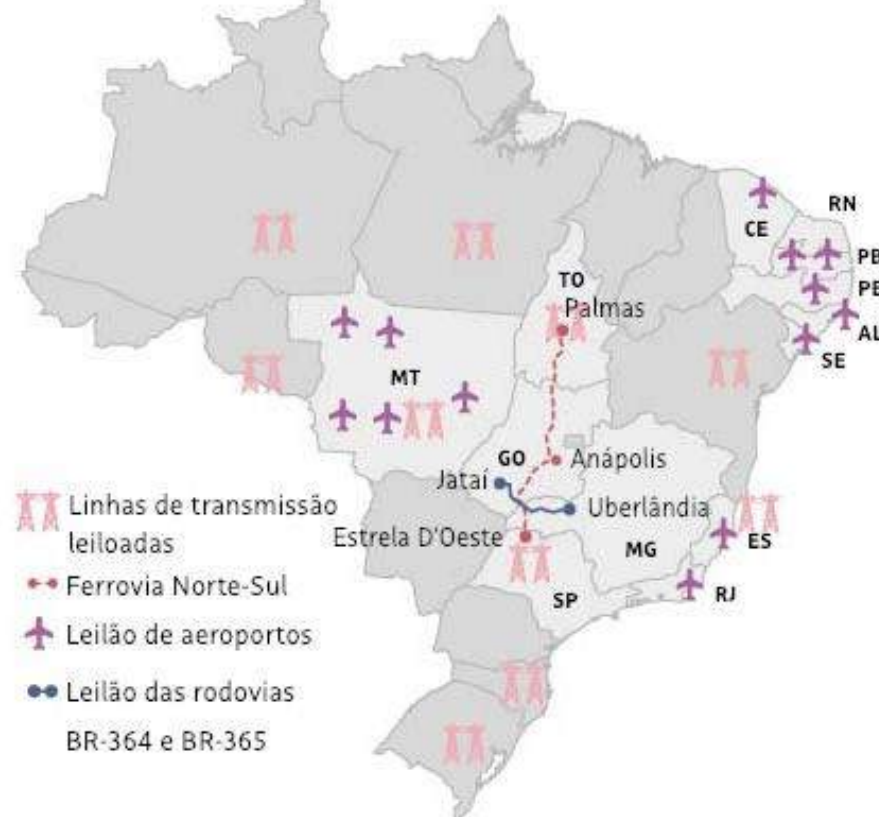 CE
RN
PB
PE
AL
SE
TO
Palmas
MT
GO
Anápolis
Jataí
Uberlândia
Estrela D'Oeste
MG
ES
SP
RJ
Linhas de transmissão
leiloadas
Ferrovia Norte-Sul
Leilão de aeroportos
Leilão das rodovias
BR-364 e BR-365